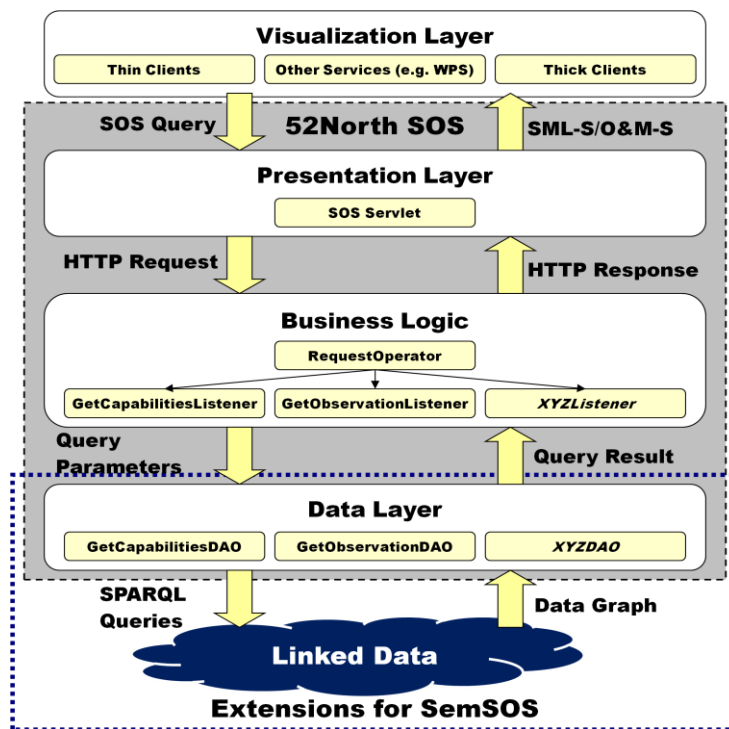 Visualization Layer
Thin Clients
Other Services (e.g. WPS)
Thick Clients
SOS Query
52North SOS
SML-S/O&M-S
Presentation Layer
SOS Servlet
HTTP Request
HTTP Response
Business Logic
RequestOperator
GetCapabilitiesListener
GetObservationListener
XYZListener
Query
Parameters
Query Result
Data Layer
GetCapabilitiesDAO
GetObservationDAO
XYZDAO
SPARQL
Queries
Data Graph
Linked Data
Extensions for SemSOS